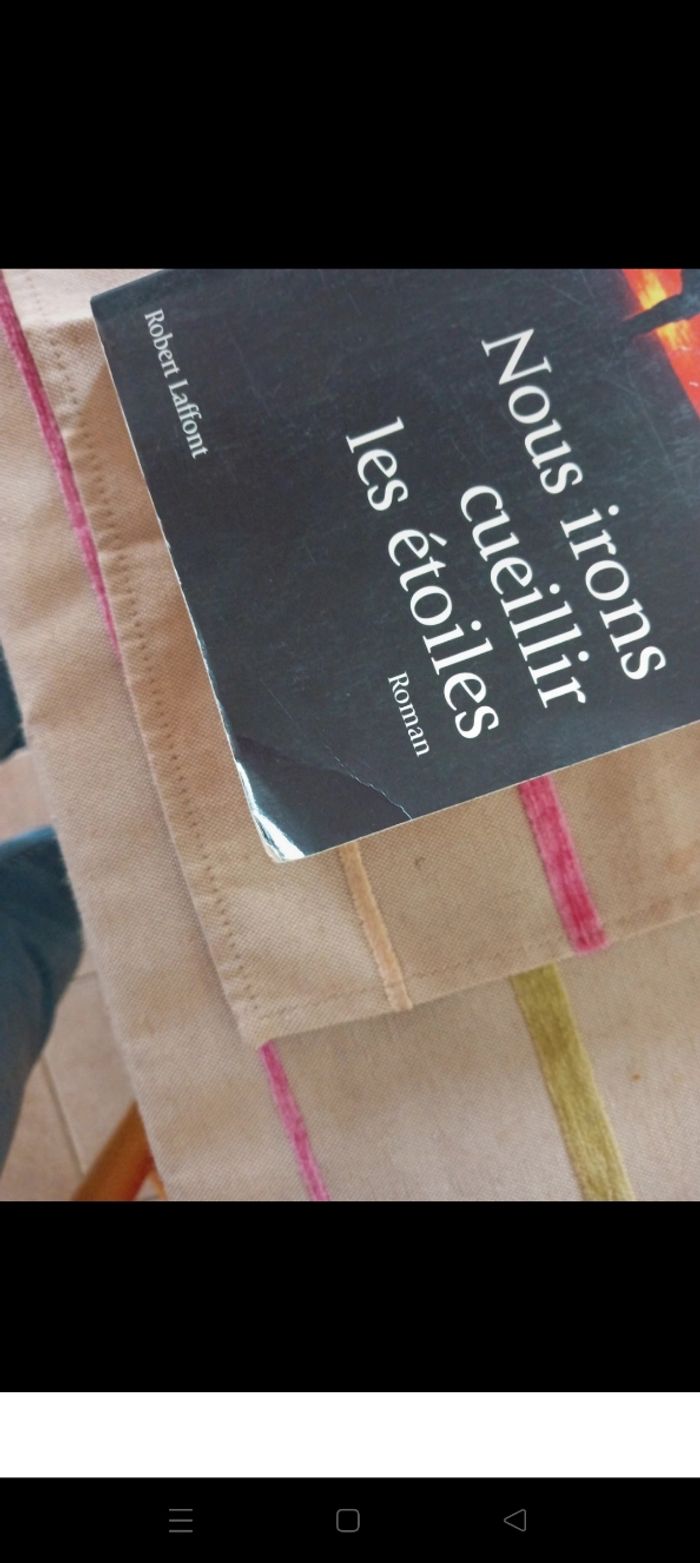 Nous irons
cueillir
les étoiles
Roman
Robert Laffont